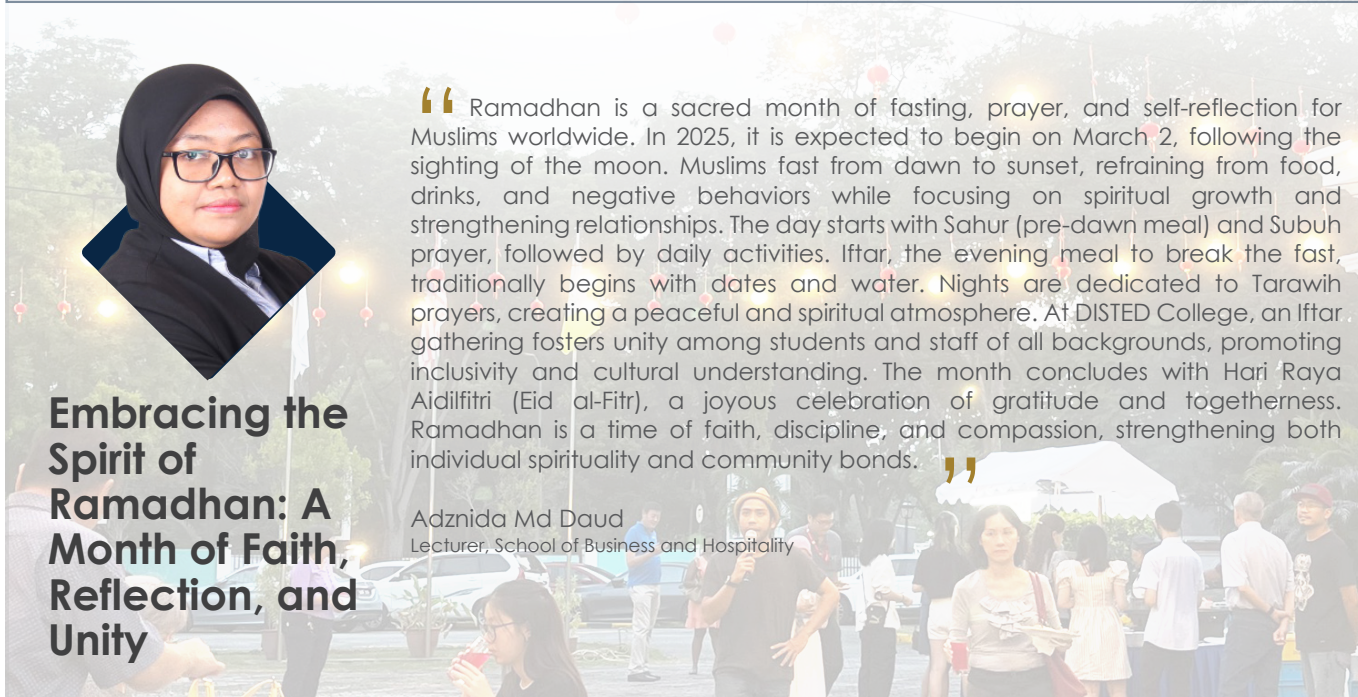 “ Ramadhan is a sacred month of fasting, prayer, and self-reflection for
Muslims worldwide. In 2025, it is expected to begin on March 2, following the
sighting of the moon. Muslims fast from dawn to sunset, refraining from food,
drinks, and negative behaviors while focusing on spiritual growth and
strengthening relationships. The day starts with Sahur (pre-dawn meal) and Subuh
prayer, followed by daily activities. Iftar, the evening meal to break the fast,
traditionally begins with dates and water. Nights are dedicated to Tarawih
prayers, creating a peaceful and spiritual atmosphere. At DISTED College, an Iftar
gathering fosters unity among students and staff of all backgrounds, promoting
inclusivity and cultural understanding. The month concludes with Hari Raya
Aidilfitri (Eid al-Fitr), a joyous celebration of gratitude and togetherness.
Ramadhan is a time of faith, discipline, and compassion, strengthening both
individual spirituality and community bonds. ”
Adznida Md Daud
Lecturer, School of Business and Hospitality
Embracing the
Spirit of
Ramadhan: A
Month of Faith,
Reflection, and
Unity